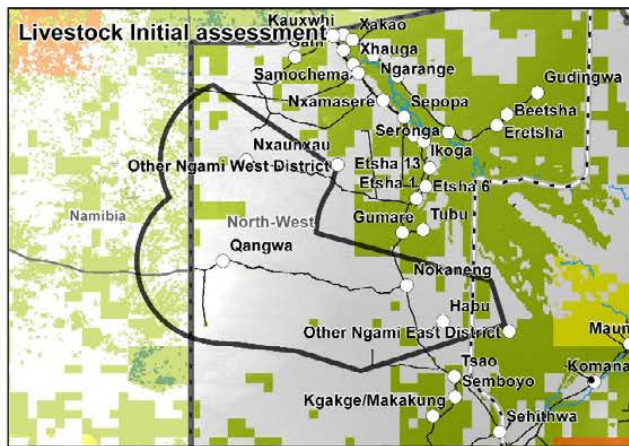 Livestock Initial assessment
Kauxwhi
Xakao
Gani
Xhauga
Samochema
Ngarange
Gudingwa
Nxamasere
Sepopa
Beetsha
Seronga
Eretsha
Nxaunxau
Ikoga
Other Ngami West District
Etsha 13
Etsha 1
Etsha 6
Namibia
North-West
Gumare
Tubu
Qangwa
Nokaneng
Habu
Other Ngami East District
Maun
Tsao
Komana
Semboyo
Kgakge/Makakung
Sehithwa